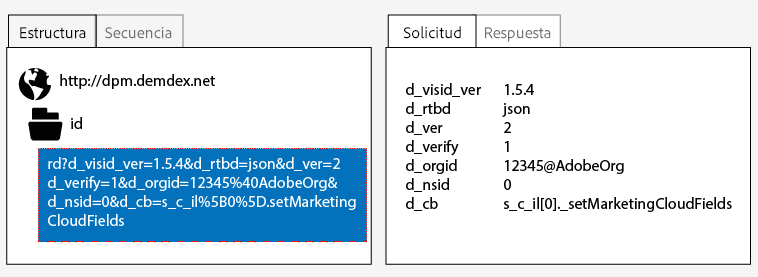 Estructura
Secuencia
http://dpm.demdex.net
id
rd?d_visid_ver=1.5.4&d_rtbd=json&d_ver=2
d_verify=1&d_orgid=12345%40AdobeOrg&
d_nsid=0&d_cb=s_c_il%5B0%5D.setMarketing
CloudFields
Solicitud
Respuesta
d_visid_ver 1.5.4
d_rtbd json
d_ver 2
d_verify 1
d_orgid 12345@AdobeOrg
d_nsid 0
d_cb s_c_il[0]._setMarketingCloudFields